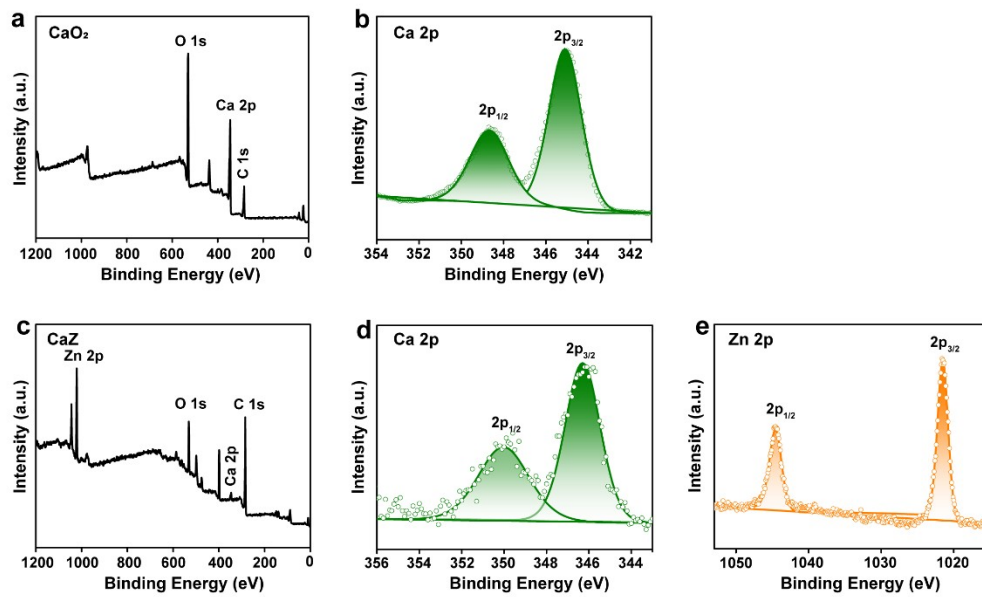 a
CaO₂
O 1s
Ca 2p
C 1s
Intensity (a.u.)
1200 1000 800 600 400 200 0
Binding Energy (eV)
b
Ca 2p
2p₃/₂
2p₁/₂
Intensity (a.u.)
354 352 350 348 346 344 342
Binding Energy (eV)
c
CaZ
Zn 2p
O 1s
C 1s
Ca 2p
Intensity (a.u.)
1200 1000 800 600 400 200 0
Binding Energy (eV)
d
Ca 2p
2p₃/₂
2p₁/₂
Intensity (a.u.)
356 354 352 350 348 346 344
Binding Energy (eV)
e
Zn 2p
2p₃/₂
2p₁/₂
Intensity (a.u.)
1050 1040 1030 1020
Binding Energy (eV)